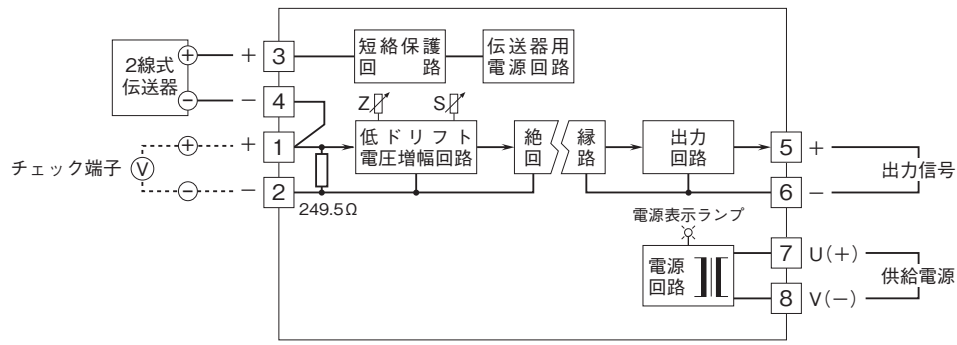 2線式
伝送器
+
−
+
−
3
4
短絡保護
回路
伝送器用
電源回路
Z
S
チェック端子
V
+
−
+
−
1
2
249.5Ω
低ドリフト
電圧増幅回路
絶縁
回路
出力
回路
5
6
+
−
出力信号
電源表示ランプ
電源
回路
7
8
U(+)
V(−)
供給電源